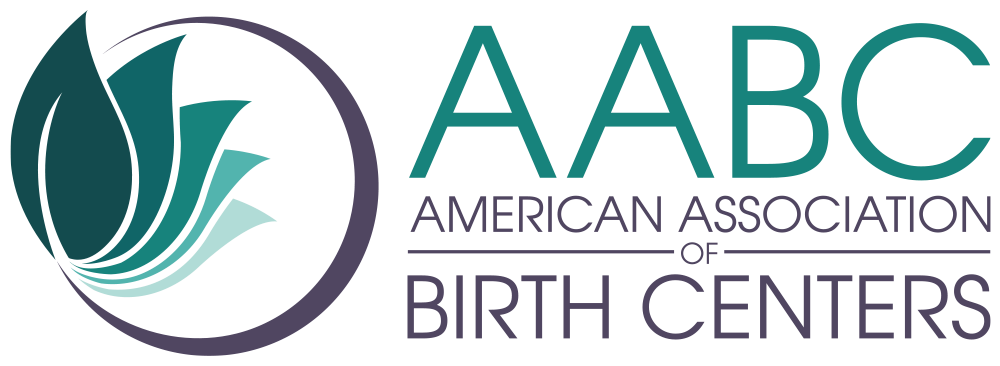 AABC
AMERICAN ASSOCIATION
OF
BIRTH CENTERS